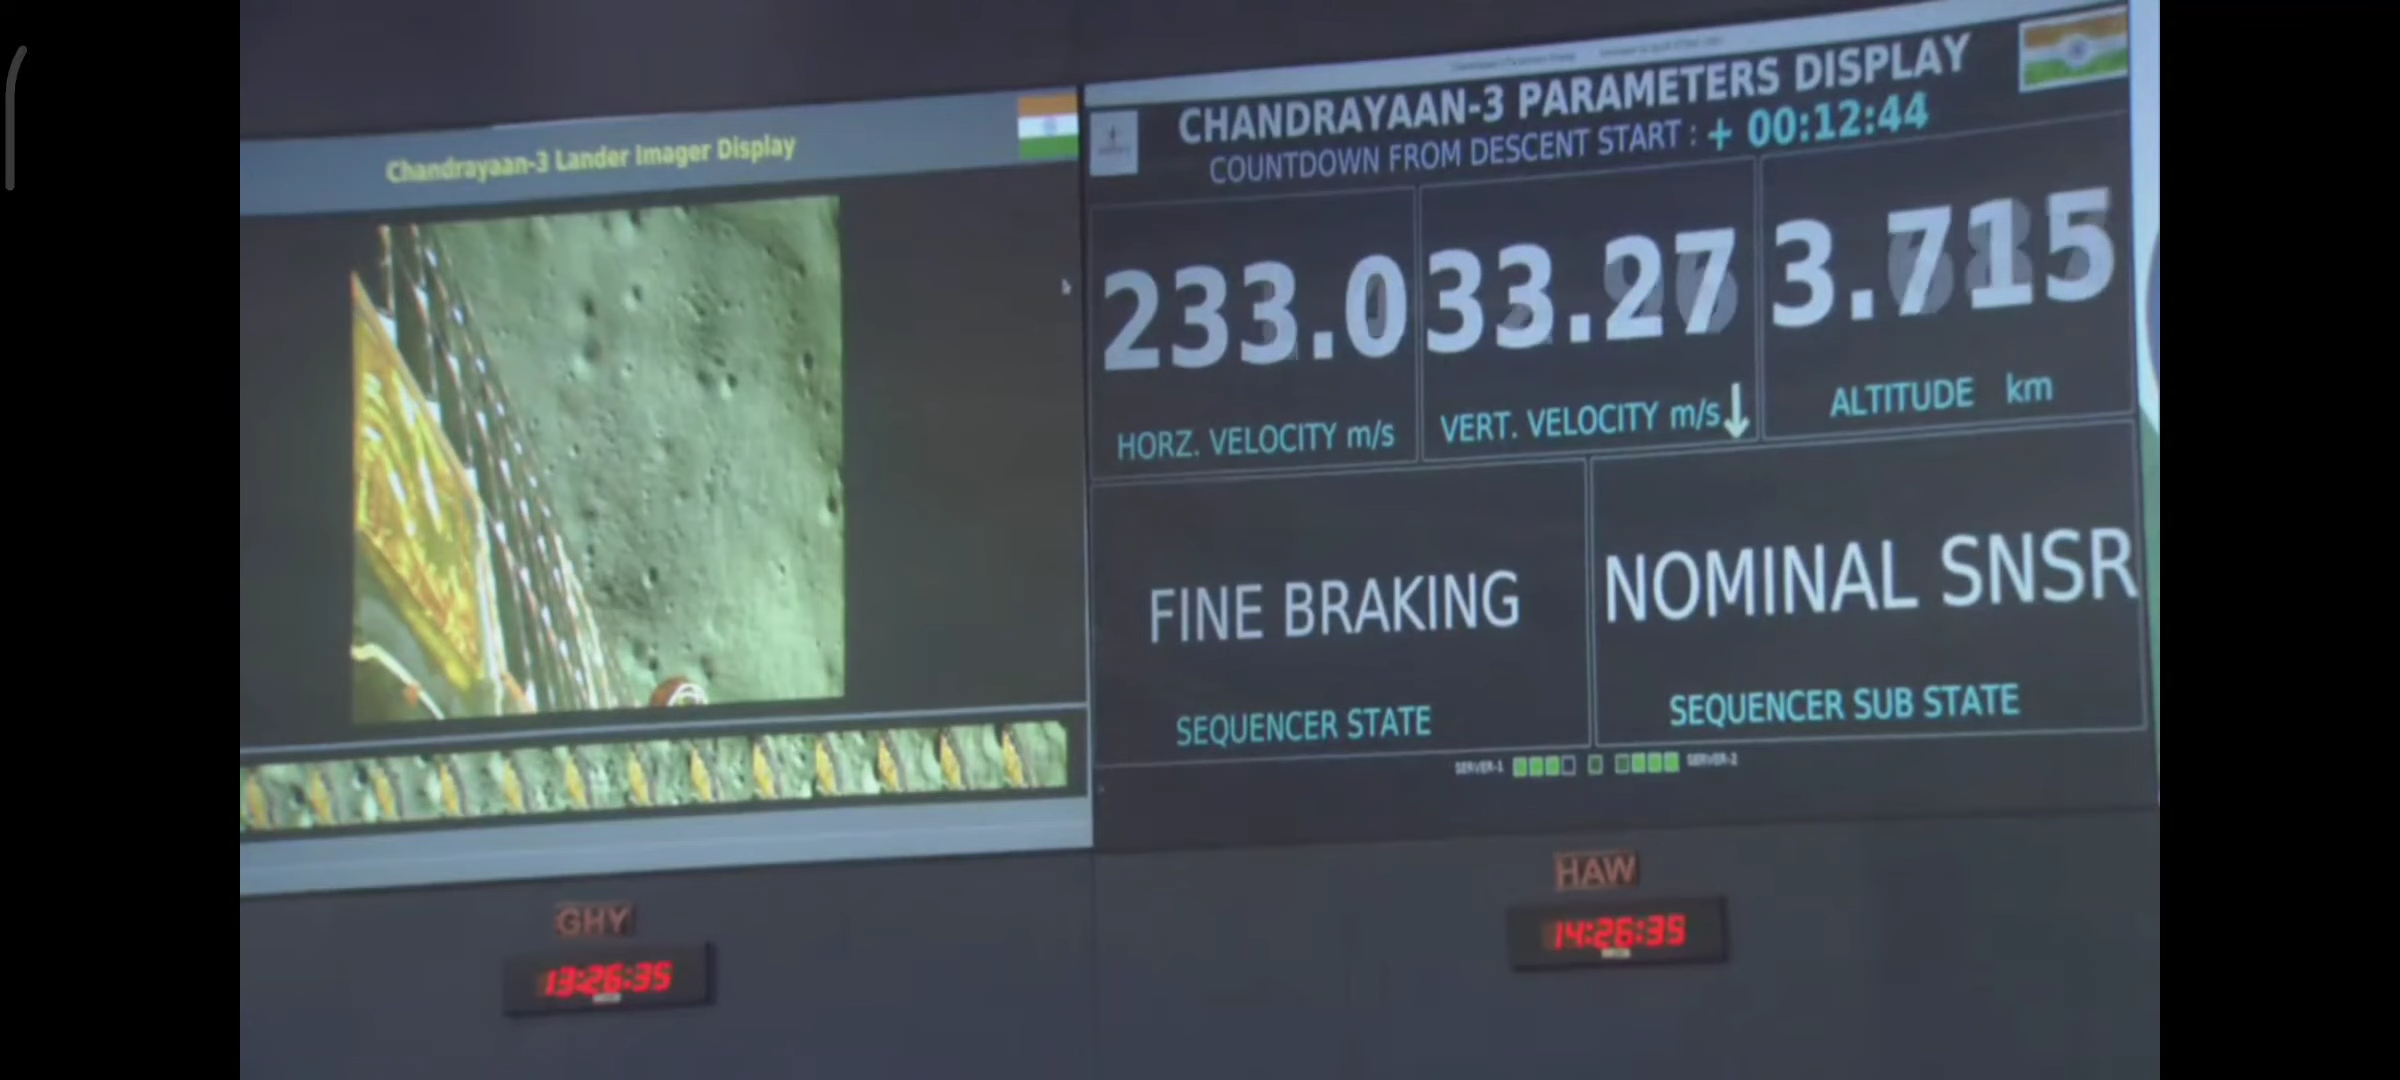 Chandrayaan-3 Lander Imager Display
CHANDRAYAAN-3 PARAMETERS DISPLAY
COUNTDOWN FROM DESCENT START : + 00:12:44
233.0
HORZ. VELOCITY m/s
33.27
VERT. VELOCITY m/s↓
3.715
ALTITUDE km
FINE BRAKING
SEQUENCER STATE
NOMINAL SNSR
SEQUENCER SUB STATE
SERVER-1
SERVER-2
GHY
13:26:35
HAW
14:26:35